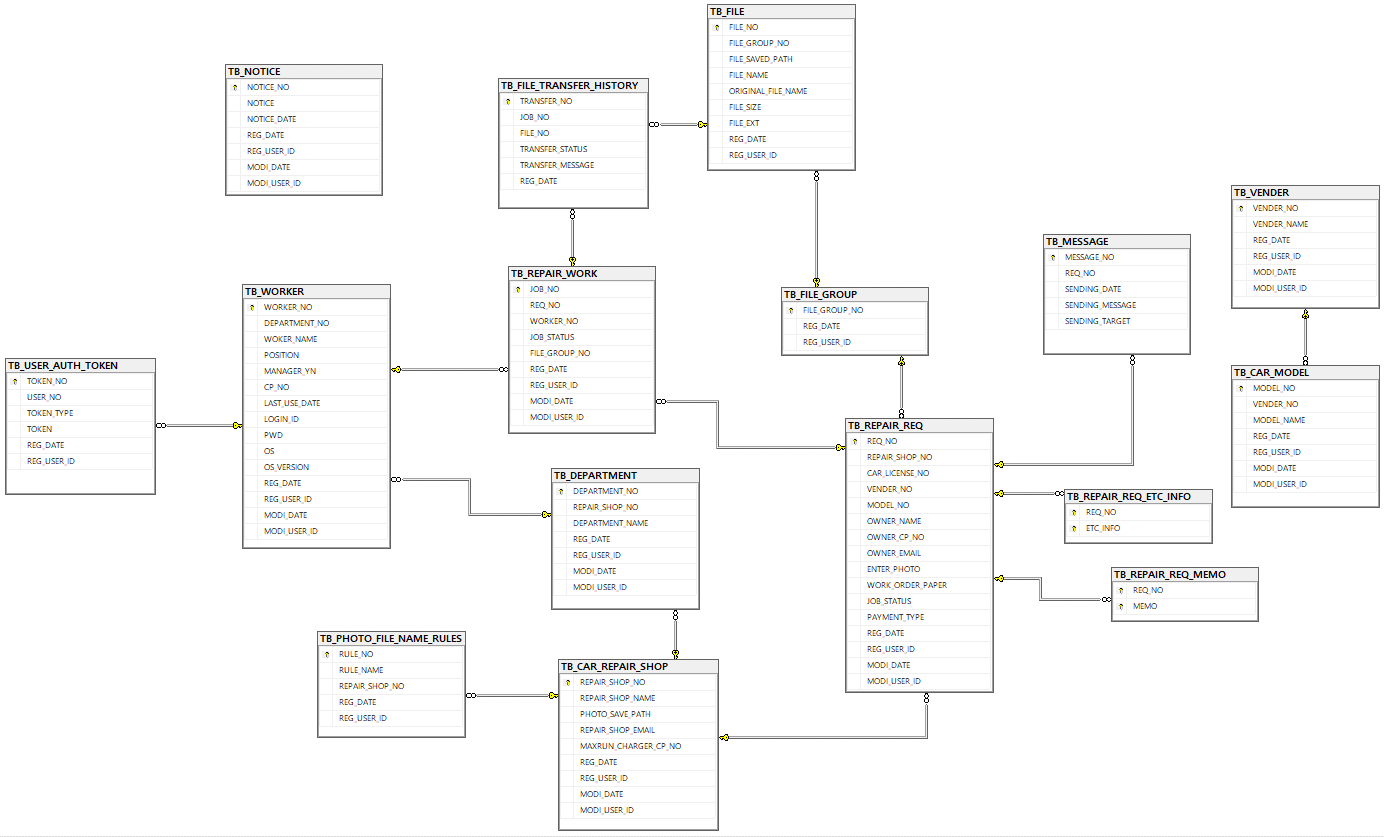 TB_FILE
FILE_NO
FILE_GROUP_NO
FILE_SAVED_PATH
FILE_NAME
ORIGINAL_FILE_NAME
FILE_SIZE
FILE_EXT
REG_DATE
REG_USER_ID
TB_NOTICE
NOTICE_NO
NOTICE
NOTICE_DATE
REG_DATE
REG_USER_ID
MODI_DATE
MODI_USER_ID
TB_FILE_TRANSFER_HISTORY
TRANSFER_NO
JOB_NO
FILE_NO
TRANSFER_STATUS
TRANSFER_MESSAGE
REG_DATE
TB_VENDER
VENDER_NO
VENDER_NAME
REG_DATE
REG_USER_ID
MODI_DATE
MODI_USER_ID
TB_MESSAGE
MESSAGE_NO
REQ_NO
SENDING_DATE
SENDING_MESSAGE
SENDING_TARGET
TB_REPAIR_WORK
JOB_NO
REQ_NO
WORKER_NO
JOB_STATUS
FILE_GROUP_NO
REG_DATE
REG_USER_ID
MODI_DATE
MODI_USER_ID
TB_WORKER
WORKER_NO
DEPARTMENT_NO
WOKER_NAME
POSITION
MANAGER_YN
CP_NO
LAST_USE_DATE
LOGIN_ID
PWD
OS
OS_VERSION
REG_DATE
REG_USER_ID
MODI_DATE
MODI_USER_ID
TB_FILE_GROUP
FILE_GROUP_NO
REG_DATE
REG_USER_ID
TB_USER_AUTH_TOKEN
TOKEN_NO
USER_NO
TOKEN_TYPE
TOKEN
REG_DATE
REG_USER_ID
TB_CAR_MODEL
MODEL_NO
VENDER_NO
MODEL_NAME
REG_DATE
REG_USER_ID
MODI_DATE
MODI_USER_ID
TB_REPAIR_REQ
REQ_NO
REPAIR_SHOP_NO
CAR_LICENSE_NO
VENDER_NO
MODEL_NO
OWNER_NAME
OWNER_CP_NO
OWNER_EMAIL
ENTER_PHOTO
WORK_ORDER_PAPER
JOB_STATUS
PAYMENT_TYPE
REG_DATE
REG_USER_ID
MODI_DATE
MODI_USER_ID
TB_DEPARTMENT
DEPARTMENT_NO
REPAIR_SHOP_NO
DEPARTMENT_NAME
REG_DATE
REG_USER_ID
MODI_DATE
MODI_USER_ID
TB_REPAIR_REQ_ETC_INFO
REQ_NO
ETC_INFO
TB_REPAIR_REQ_MEMO
REQ_NO
MEMO
TB_PHOTO_FILE_NAME_RULES
RULE_NO
RULE_NAME
REPAIR_SHOP_NO
REG_DATE
REG_USER_ID
TB_CAR_REPAIR_SHOP
REPAIR_SHOP_NO
REPAIR_SHOP_NAME
PHOTO_SAVE_PATH
REPAIR_SHOP_EMAIL
MAXRUN_CHARGER_CP_NO
REG_DATE
REG_USER_ID
MODI_DATE
MODI_USER_ID